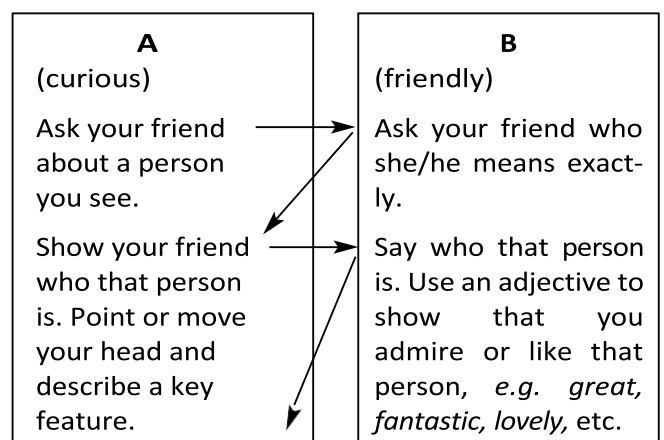 A
(curious)
Ask your friend
about a person
you see.
Show your friend
who that person
is. Point or move
your head and
describe a key
feature.
B
(friendly)
Ask your friend who
she/he means exact-
ly.
Say who that person
is. Use an adjective to
show that you
admire or like that
person, e.g. great,
fantastic, lovely, etc.